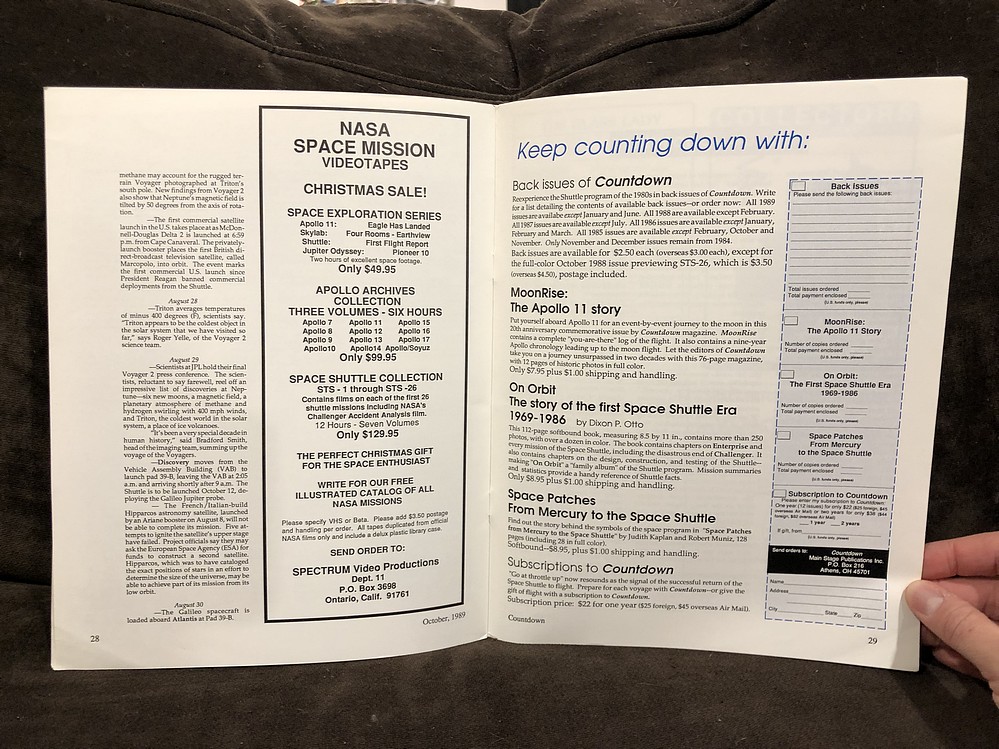 methane may account for the rugged ter-
rain Voyager photographed at Triton's
south pole. New findings from Voyager 2
also show that Neptune's magnetic field is
tilted by 50 degrees from the axis of rota-
tion.
—The first commercial satellite
launch in the U.S. takes place at as McDon-
nell-Douglas Delta 2 is launched at 6:59
p.m. from Cape Canaveral. The privately-
launch booster places the first British di-
rect-broadcast television satellite, called
Marcopolo, into orbit. The event marks
the first commercial U.S. launch since
President Reagan banned commercial
deployments from the Shuttle.
August 28
—Triton averages temperatures
of minus 400 degrees (F), scientists say.
"Triton appears to be the coldest object in
the solar system that we have visited so
far," says Roger Yelle, of the Voyager 2
science team.
August 29
—Scientists at JPL hold their final
Voyager 2 press conference. The scien-
tists, reluctant to say farewell, reel off an
impressive list of discoveries at Nep-
tune—six new moons, a magnetic field, a
planetary atmosphere of methane and
hydrogen swirling with 400 mph winds,
and Triton, the coldest world in the solar
system, a place of ice volcanoes.
"It's been a very special decade in
human history," said Bradford Smith,
head of the imaging team, summing up the
voyage of the Voyagers.
—Discovery moves from the
Vehicle Assembly Building (VAB) to
launch pad 39-B, leaving the VAB at 2:05
a.m. and arriving shortly after 9 a.m. The
Shuttle is to be launched October 12, de-
ploying the Galileo Jupiter probe.
— The French/Italian-build
Hipparcos astronomy satellite, launched
by an Ariane booster on August 8, will not
be able to complete its mission. Five at-
tempts to ignite the satellite's upper stage
have failed. Project officials say they may
ask the European Space Agency (ESA) for
funds to construct a second satellite.
Hipparcos, which was to have cataloged
the exact positions of stars in an effort to
determine the size of the universe, may be
able to achieve part of its mission from its
low orbit.
August 30
—The Galileo spacecraft is
loaded aboard Atlantis at Pad 39-B.
28
NASA
SPACE MISSION
VIDEOTAPES
CHRISTMAS SALE!
SPACE EXPLORATION SERIES
Apollo 11: Eagle Has Landed
Skylab: Four Rooms - Earthview
Shuttle: First Flight Report
Jupiter Odyssey: Pioneer 10
Two hours of excellent space footage.
Only $49.95
APOLLO ARCHIVES
COLLECTION
THREE VOLUMES - SIX HOURS
Apollo 7 Apollo 11 Apollo 15
Apollo 8 Apollo 12 Apollo 16
Apollo 9 Apollo 13 Apollo 17
Apollo10 Apollo14 Apollo/Soyuz
Only $99.95
SPACE SHUTTLE COLLECTION
STS - 1 through STS -26
Contains films on each of the first 26
shuttle missions including NASA's
Challenger Accident Analysis film.
12 Hours - Seven Volumes
Only $129.95
THE PERFECT CHRISTMAS GIFT
FOR THE SPACE ENTHUSIAST
WRITE FOR OUR FREE
ILLUSTRATED CATALOG OF ALL
NASA MISSIONS
Please specify VHS or Beta. Please add $3.50 postage
and handling per order. All tapes duplicated from official
NASA films only and include a delux plastic library case.
SEND ORDER TO:
SPECTRUM Video Productions
Dept. 11
P.O. Box 3698
Ontario, Calif. 91761
October, 1989
Keep counting down with:
Back issues of Countdown
Reexperience the Shuttle program of the 1980s in back issues of Countdown. Write
for a list detailing the contents of available back issues--or order now: All 1989
issues are availabe except January and June. All 1988 are available except February.
All 1987 issues are available except July. All 1986 issues are available except January,
February and March. All 1985 issues are available except February, October and
November. Only November and December issues remain from 1984.
Back issues are available for $2.50 each (overseas $3.00 each), except for
the full-color October 1988 issue previewing STS-26, which is $3.50
(overseas $4.50), postage included.
MoonRise:
The Apollo 11 story
Put yourself aboard Apollo 11 for an event-by-event journey to the moon in this
20th anniversary commemorative issue by Countdown magazine. MoonRise
contains a complete "you-are-there" log of the flight. It also contains a nine-year
Apollo chronology leading up to the moon flight. Let the editors of Countdown
take you on a journey unsurpassed in two decades with this 76-page magazine,
with 12 pages of historic photos in full color.
Only $7.95 plus $1.00 shipping and handling.
On Orbit
The story of the first Space Shuttle Era
1969-1986 by Dixon P. Otto
This 112-page softbound book, measuring 8.5 by 11 in., contains more than 250
photos, with over a dozen in color. The book contains chapters on Enterprise and
every mission of the Space Shuttle, including the disastrous end of Challenger. It
also contains chapters on the design, construction, and testing of the Shuttle--
making "On Orbit" a "family album" of the Shuttle program. Mission summaries
and statistics provide a handy reference of Shuttle facts.
Only $8.95 plus $1.00 shipping and handling.
Space Patches
From Mercury to the Space Shuttle
Find out the story behind the symbols of the space program in "Space Patches
from Mercury to the Space Shuttle" by Judith Kaplan and Robert Muniz, 128
pages (including 28 in full color).
Softbound--$8.95, plus $1.00 shipping and handling.
Subscriptions to Countdown
"Go at throttle up" now resounds as the signal of the successful return of the
Space Shuttle to flight. Prepare for each voyage with Countdown--or give the
gift of flight with a subscription to Countdown.
Subscription price: $22 for one year ($25 foreign, $45 overseas Air Mail).
Countdown
Back issues
Please send the following back issues:
Total issues ordered
Total payment enclosed
(U.S. funds only, please)
MoonRise:
The Apollo 11 Story
Number of copies ordered
Total payment enclosed
(U.S. funds only, please)
On Orbit:
The First Space Shuttle Era
1969-1986
Number of copies ordered
Total payment enclosed
(U.S. funds only, please)
Space Patches
From Mercury
to the Space Shuttle
Number of copies ordered
Total payment enclosed
(U.S. funds only, please)
Subscription to Countdown
Please enter my subscription to Countdown
One year (12 issues) for only $22 ($25 foreign, $45
overseas Air Mail) or two years for only $38 ($44
foreign, $82 overseas Air Mail)
1 year 2 years
If gift, from
(U.S. funds only, please)
Send orders to: Countdown
Main Stage Publications Inc.
P.O. Box 216
Athens, OH 45701
Name
Address
City State Zip
29